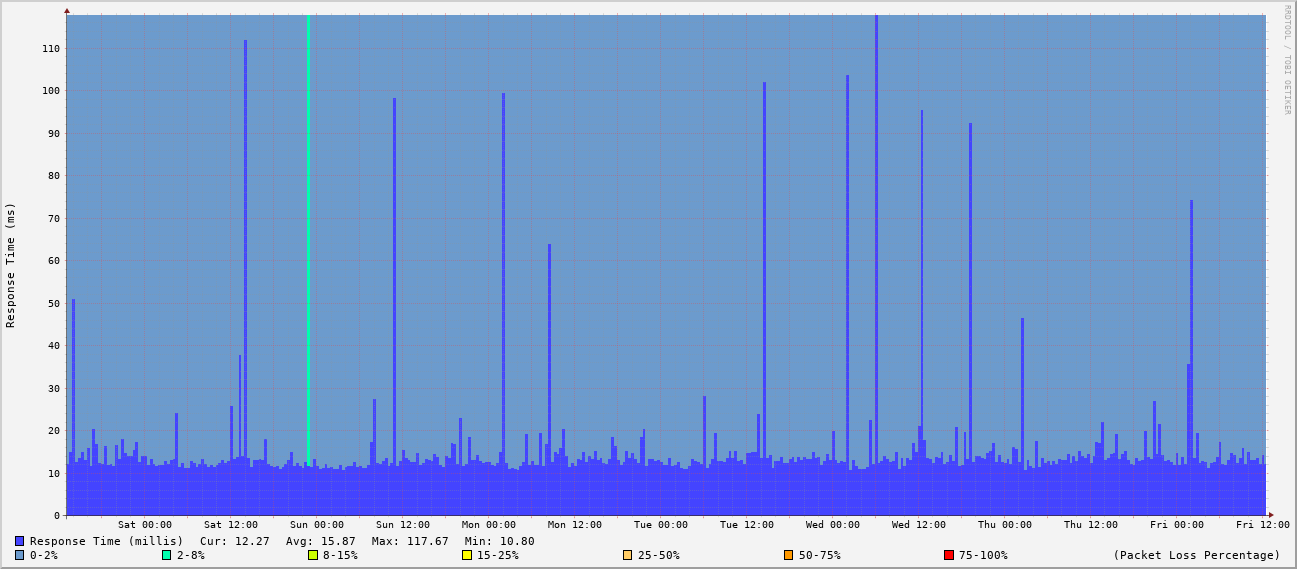 RRDTOOL / TOBI OETIKER
Response Time (ms)
110
100
90
80
70
60
50
40
30
20
10
0
Sat 00:00 Sat 12:00 Sun 00:00 Sun 12:00 Mon 00:00 Mon 12:00 Tue 00:00 Tue 12:00 Wed 00:00 Wed 12:00 Thu 00:00 Thu 12:00 Fri 00:00 Fri 12:00
Response Time (millis) Cur: 12.27 Avg: 15.87 Max: 117.67 Min: 10.80
0-2% 2-8% 8-15% 15-25% 25-50% 50-75% 75-100% (Packet Loss Percentage)